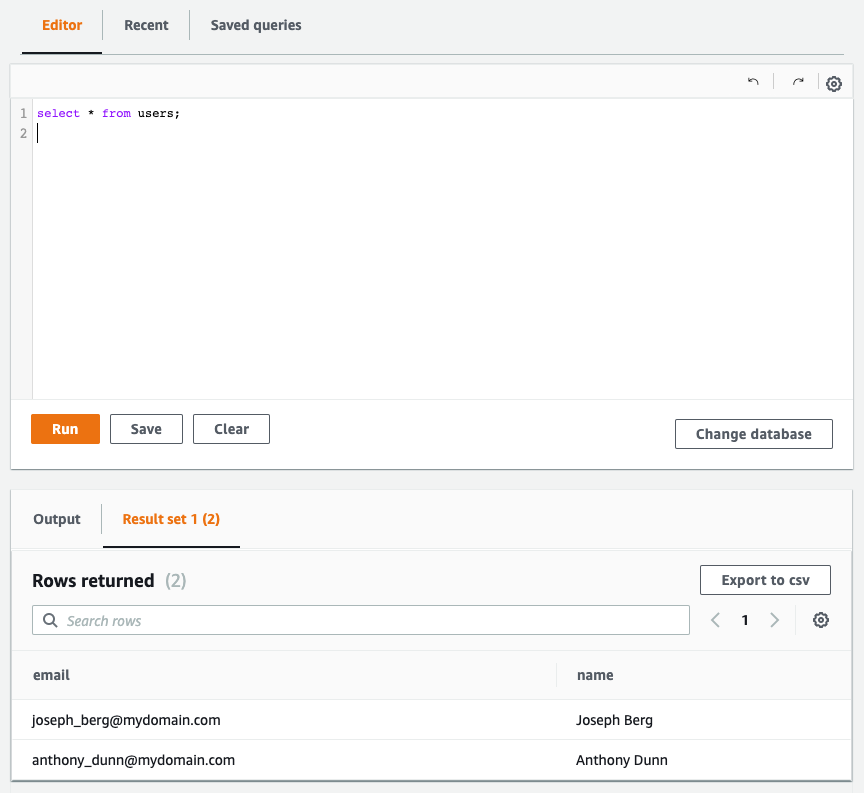 Editor Recent Saved queries
1 select * from users;
2
Run Save Clear Change database
Output Result set 1 (2)
Rows returned (2) Export to csv
Search rows 1
email name
joseph_berg@mydomain.com Joseph Berg
anthony_dunn@mydomain.com Anthony Dunn